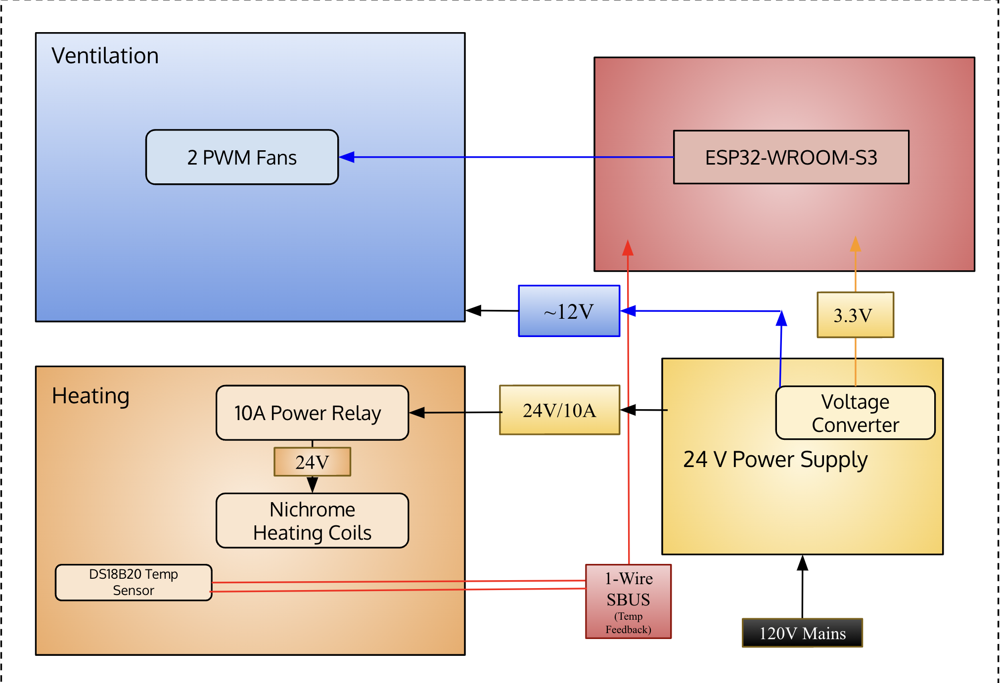 Ventilation
2 PWM Fans
ESP32-WROOM-S3
~12V
3.3V
Heating
10A Power Relay
24V/10A
Voltage
Converter
24 V Power Supply
24V
Nichrome
Heating Coils
DS18B20 Temp
Sensor
1-Wire
SBUS
(Temp
Feedback)
120V Mains